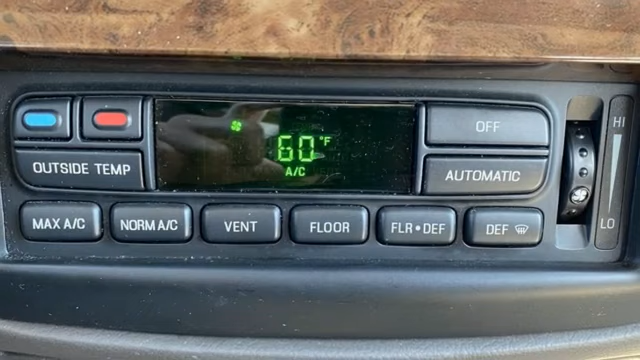 60°F
A/C
OFF
OUTSIDE TEMP
AUTOMATIC
HI
LO
MAX A/C
NORM A/C
VENT
FLOOR
FLR•DEF
DEF